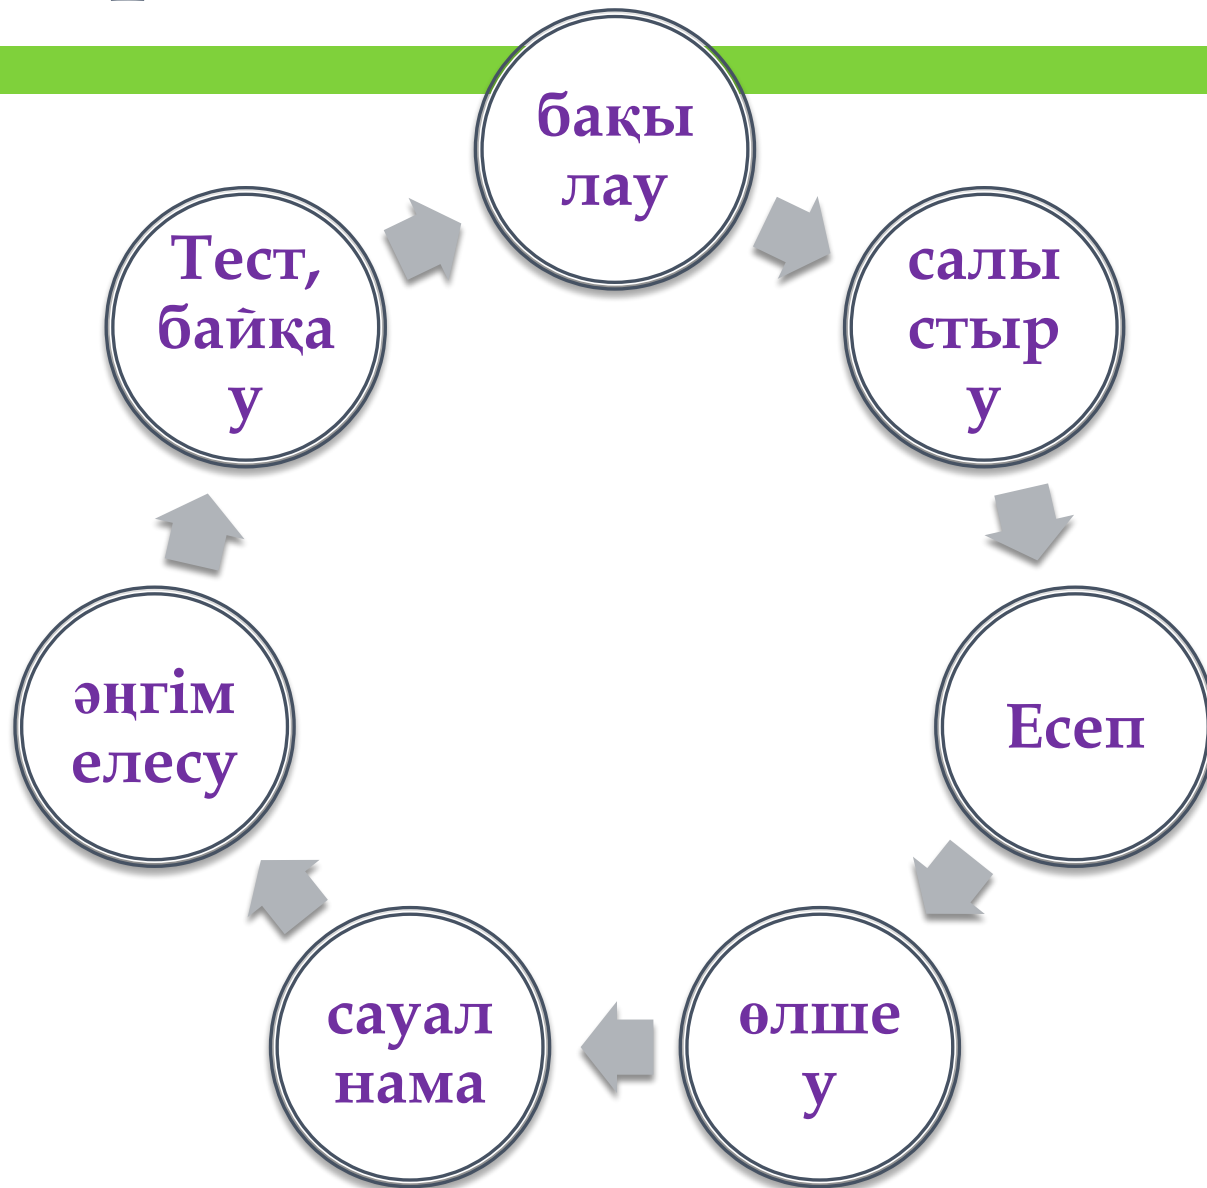 бақы
лау
салы
стыр
у
Есеп
өлше
у
сауал
нама
әңгім
елесу
Тест,
байқа
у